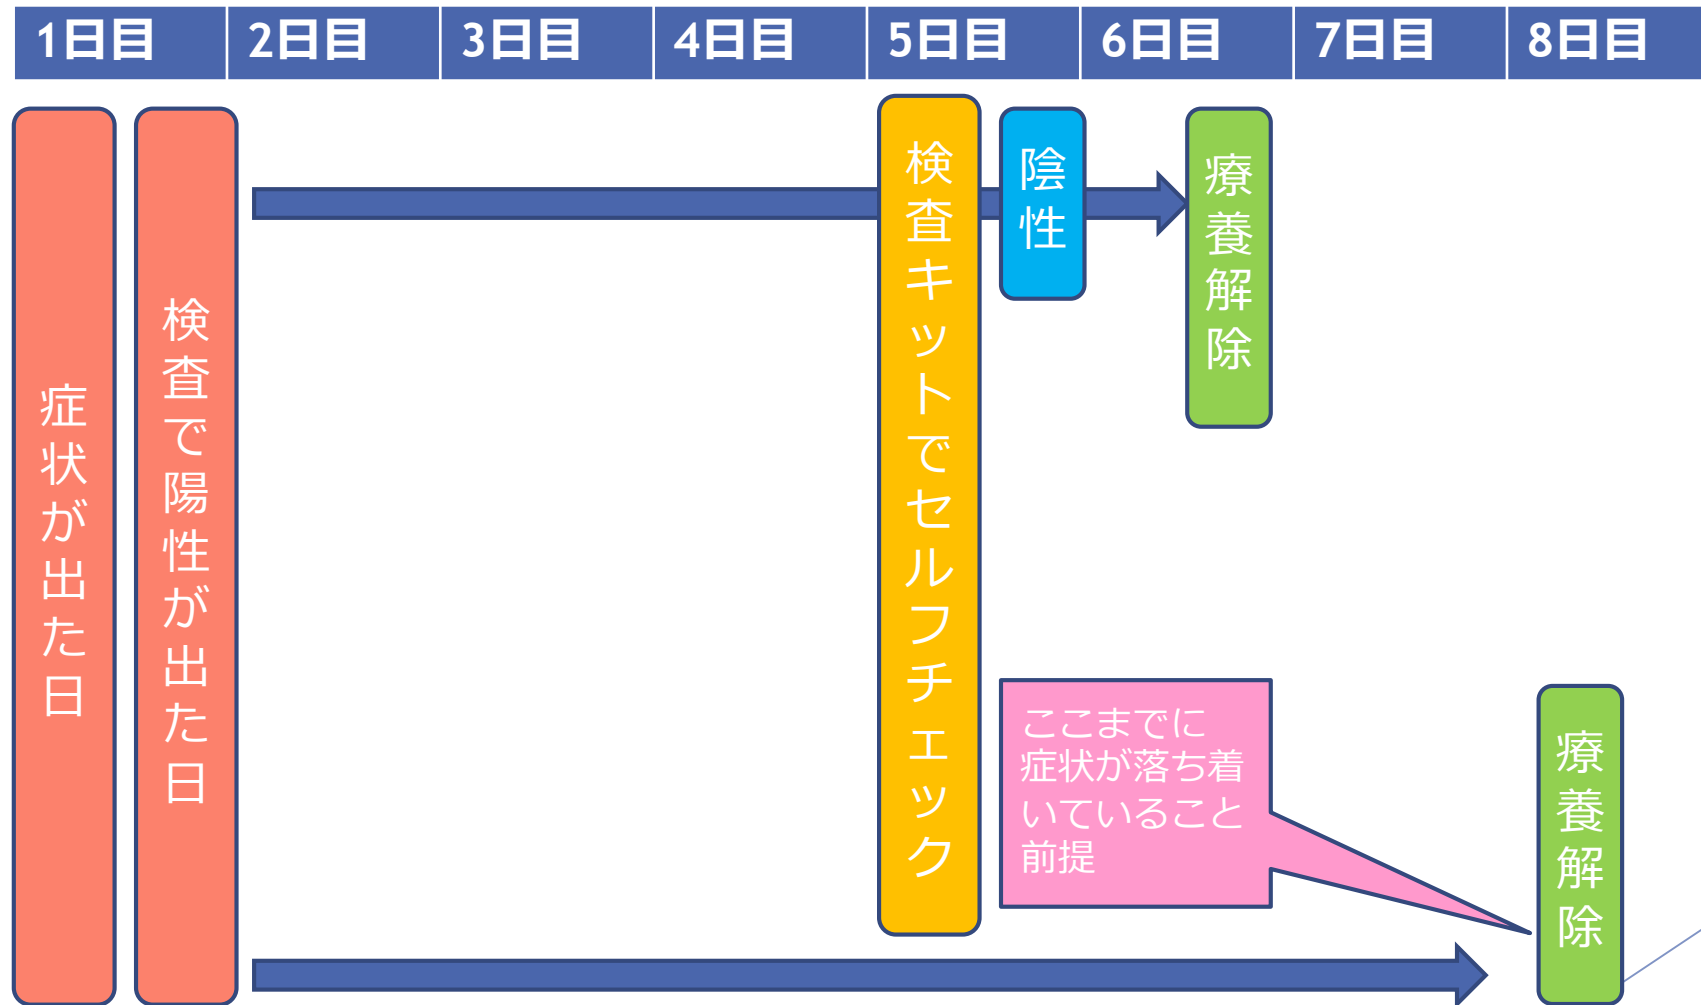 1日目
2日目
3日目
4日目
5日目
6日目
7日目
8日目
症状が出た日
検査で陽性が出た日
検査キットでセルフチェック
陰性
療養解除
ここまでに
症状が落ち着
いていること
前提
療養解除